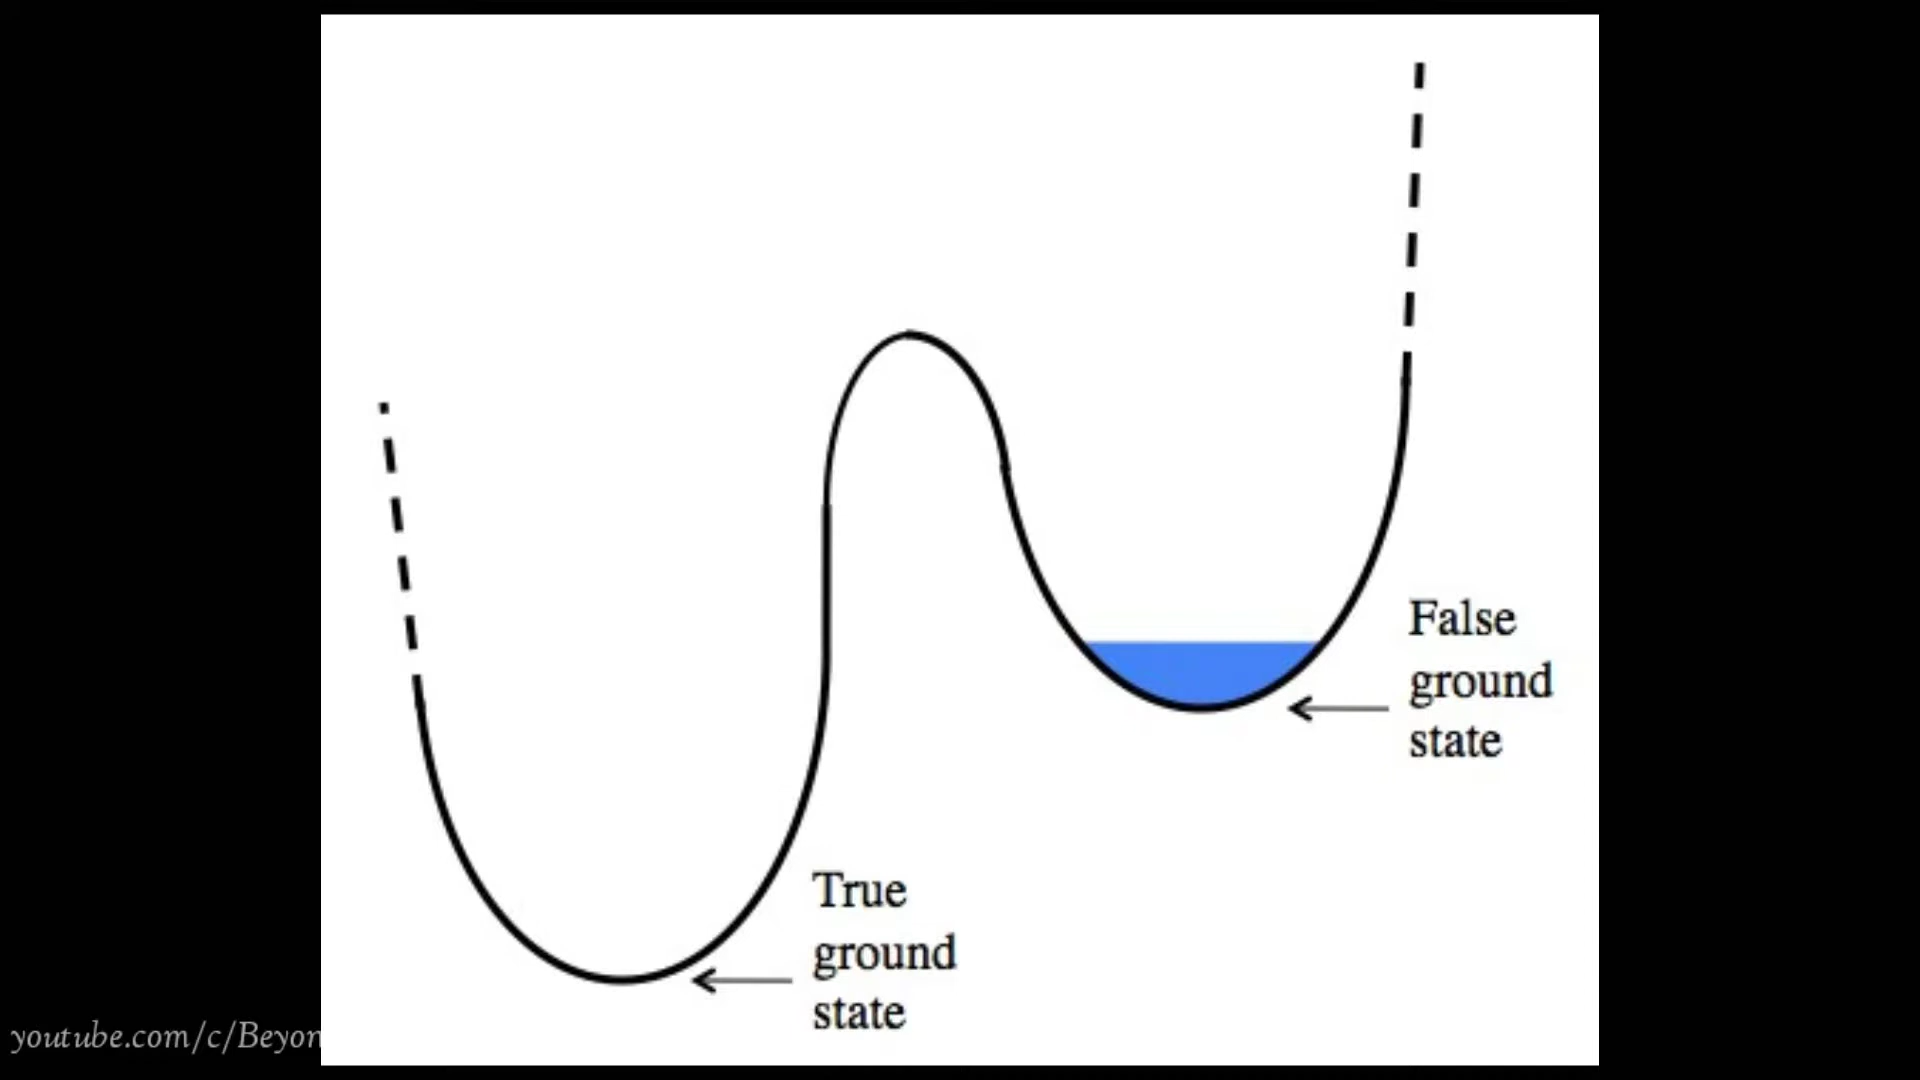 False
ground
state
True
ground
state
youtube.com/c/Beyon